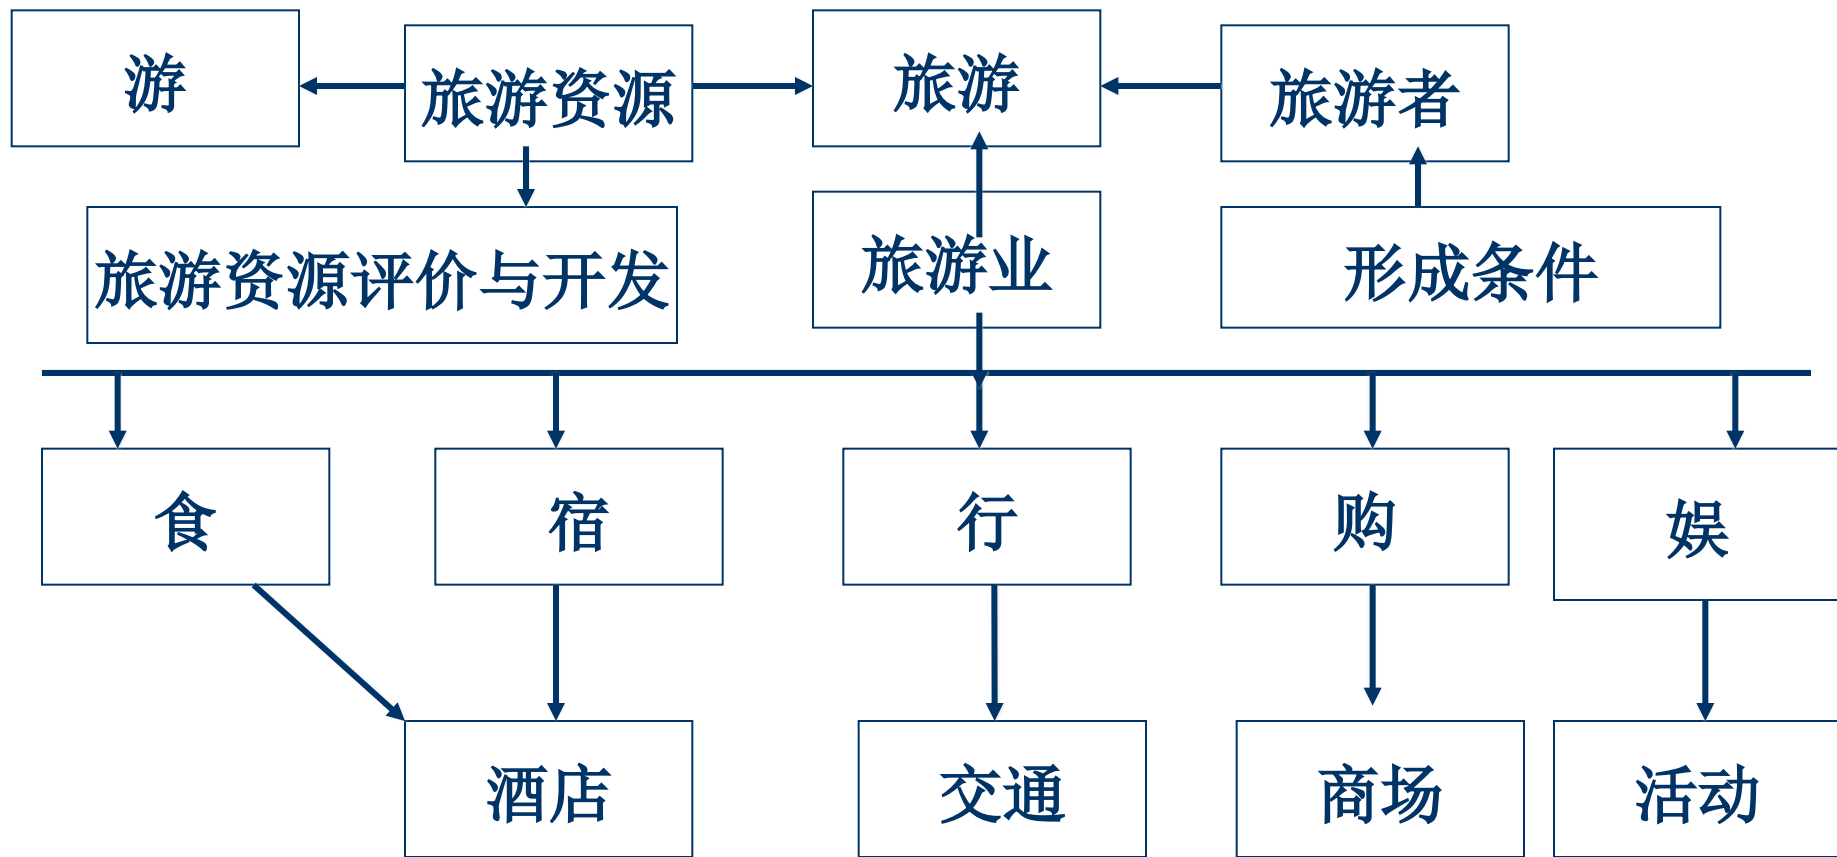 游
旅游资源
旅游
旅游者
旅游资源评价与开发
旅游业
形成条件
食
宿
行
购
娱
酒店
交通
商场
活动